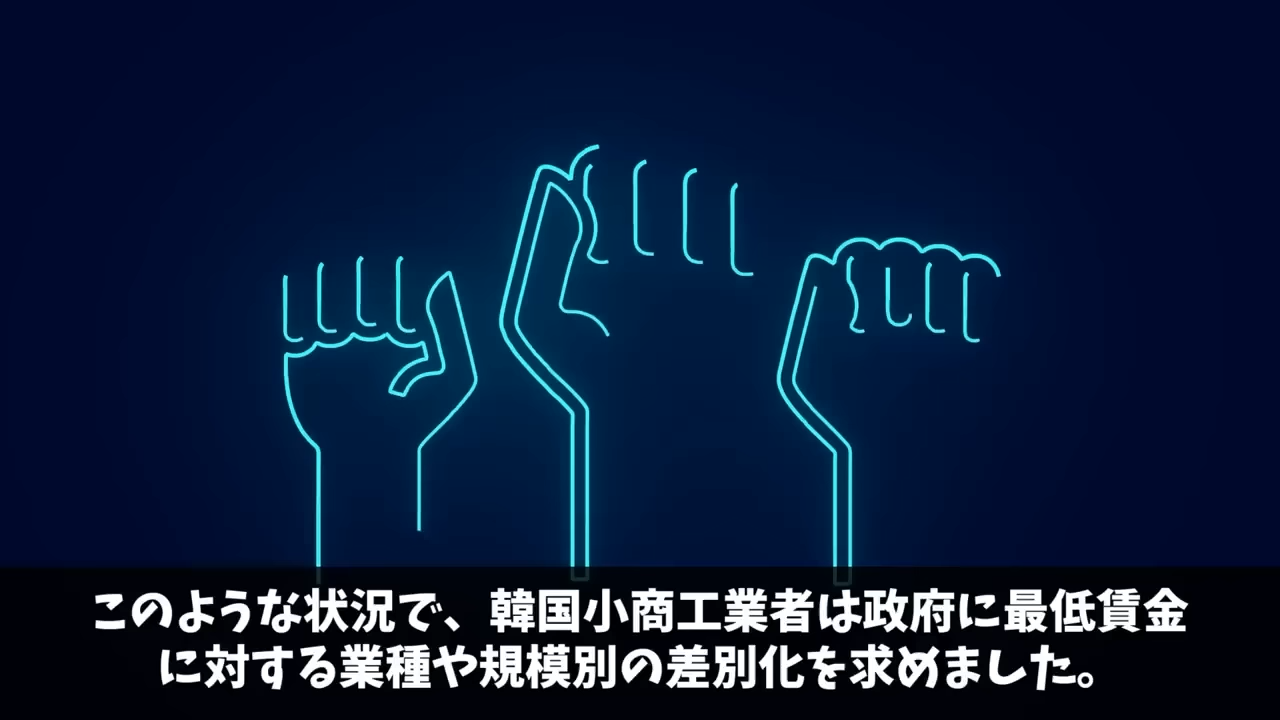 このような状況で、韓国小商工業者は政府に最低賃金
に対する業種や規模別の差別化を求めました。